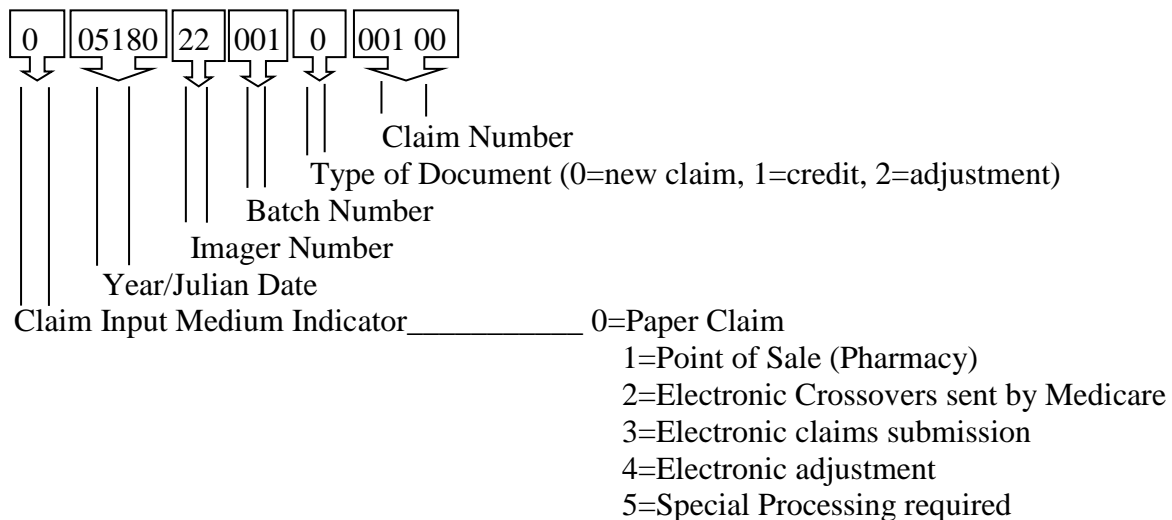 0 05180 22 001 0 001 00
Claim Number
Type of Document (0=new claim, 1=credit, 2=adjustment)
Batch Number
Imager Number
Year/Julian Date
Claim Input Medium Indicator___________ 0=Paper Claim
1=Point of Sale (Pharmacy)
2=Electronic Crossovers sent by Medicare
3=Electronic claims submission
4=Electronic adjustment
5=Special Processing required